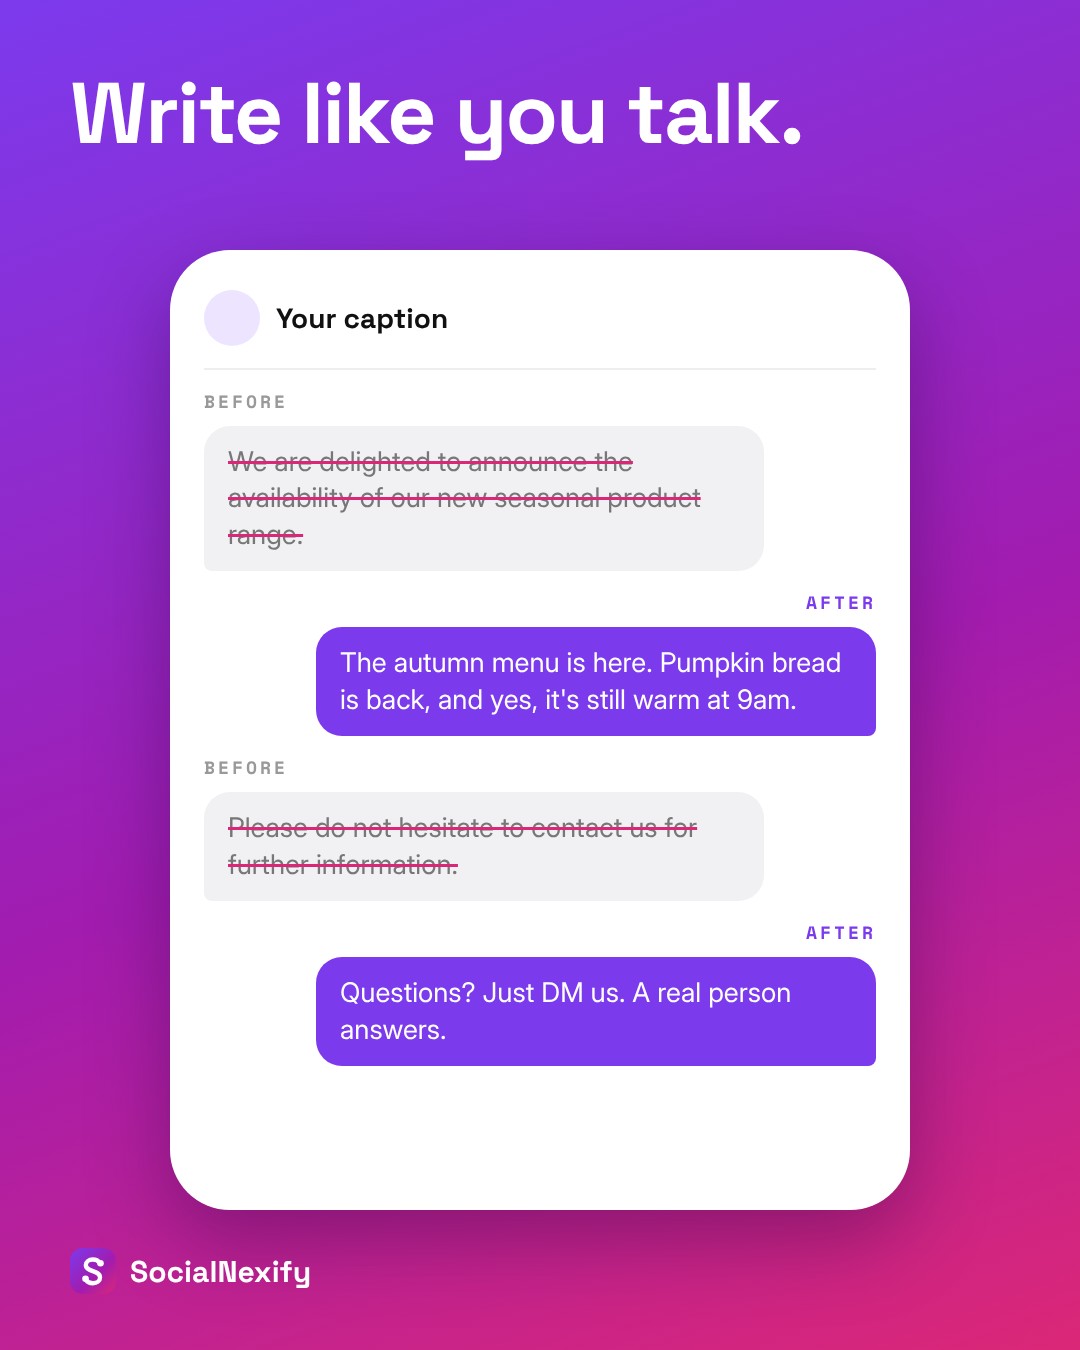 Write like you talk.
Your caption
BEFORE
We are delighted to announce the
availability of our new seasonal product
range.
AFTER
The autumn menu is here. Pumpkin bread
is back, and yes, it's still warm at 9am.
BEFORE
Please do not hesitate to contact us for
further information.
AFTER
Questions? Just DM us. A real person
answers.
S SocialNexify